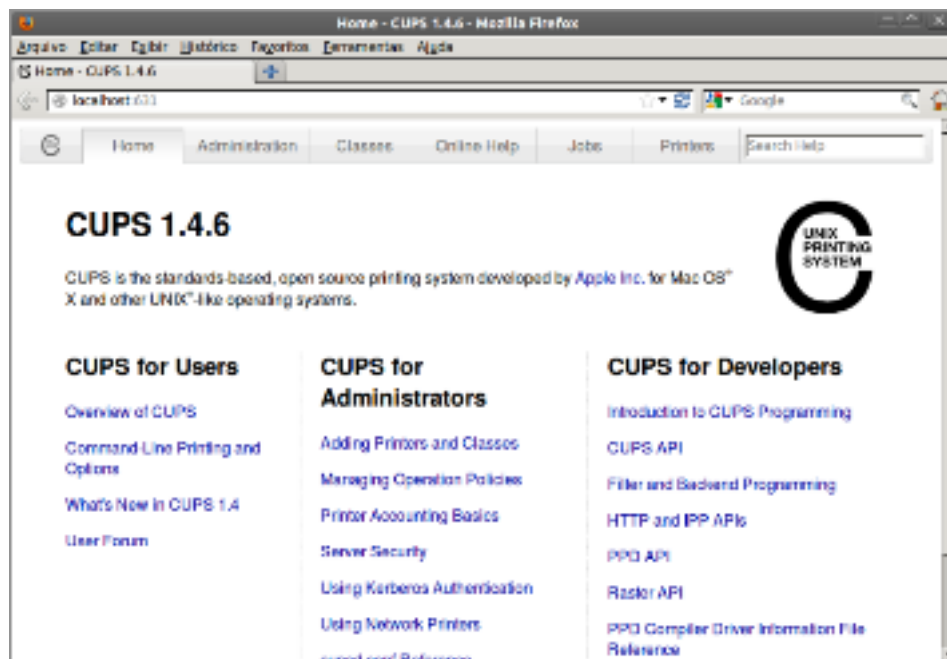 Home - CUPS 1.4.6 - Mozilla Firefox
Arquivo Editar Exibir Histórico Favoritos Ferramentas Ajuda
Home - CUPS 1.4.6
localhost:631
Google
Home Administration Classes Online Help Jobs Printers Search Help
CUPS 1.4.6
UNIX
PRINTING
SYSTEM
CUPS is the standards-based, open source printing system developed by Apple Inc. for Mac OS®
X and other UNIX®-like operating systems.
CUPS for Users
Overview of CUPS
Command-Line Printing and
Options
What's New in CUPS 1.4
User Forum
CUPS for
Administrators
Adding Printers and Classes
Managing Operation Policies
Printer Accounting Basics
Server Security
Using Kerberos Authentication
Using Network Printers
cupsd.conf Reference
CUPS for Developers
Introduction to CUPS Programming
CUPS API
Filter and Backend Programming
HTTP and IPP APIs
PPD API
Raster API
PPD Compiler Driver Information File
Reference